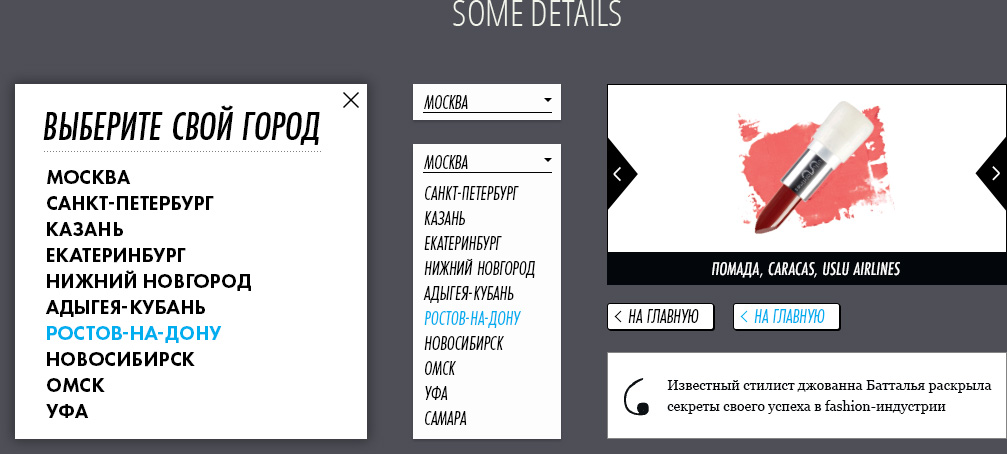 SOME DETAILS
ВЫБЕРИТЕ СВОЙ ГОРОД
МОСКВА
САНКТ-ПЕТЕРБУРГ
КАЗАНЬ
ЕКАТЕРИНБУРГ
НИЖНИЙ НОВГОРОД
АДЫГЕЯ-КУБАНЬ
РОСТОВ-НА-ДОНУ
НОВОСИБИРСК
ОМСК
УФА
МОСКВА
МОСКВА
САНКТ-ПЕТЕРБУРГ
КАЗАНЬ
ЕКАТЕРИНБУРГ
НИЖНИЙ НОВГОРОД
АДЫГЕЯ-КУБАНЬ
РОСТОВ-НА-ДОНУ
НОВОСИБИРСК
ОМСК
УФА
САМАРА
ПОМАДА, CARACAS, USLU AIRLINES
НА ГЛАВНУЮ
НА ГЛАВНУЮ
Известный стилист джованна Батталья раскрыла
секреты своего успеха в fashion-индустрии